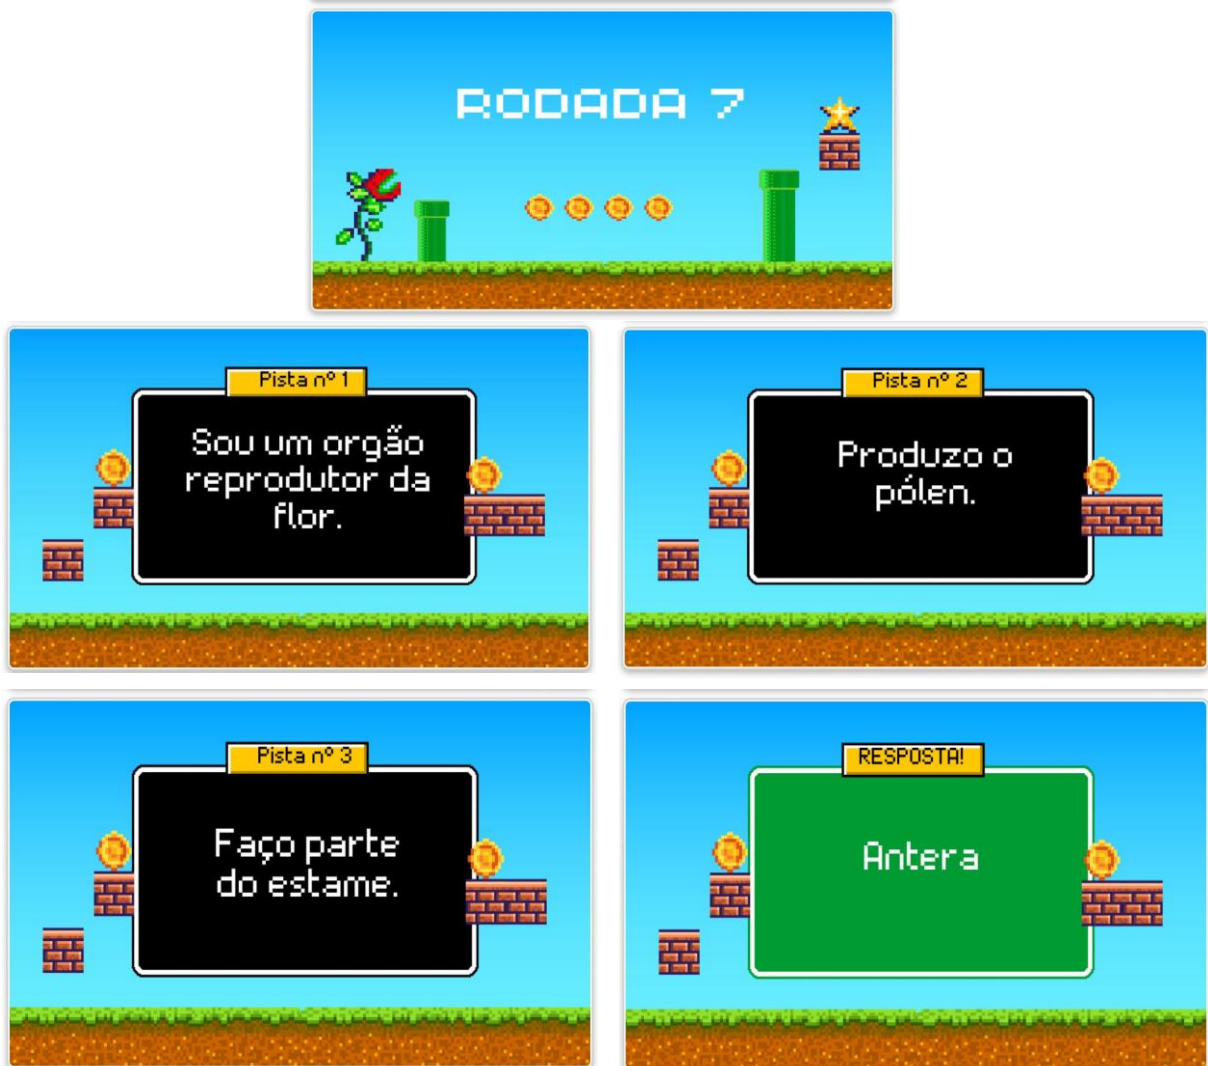 RODADA 7
Pista nº 1
Sou um orgão
reprodutor da
flor.
Pista nº 2
Produzo o
pólen.
Pista nº 3
Faço parte
do estame.
RESPOSTA!
Antera